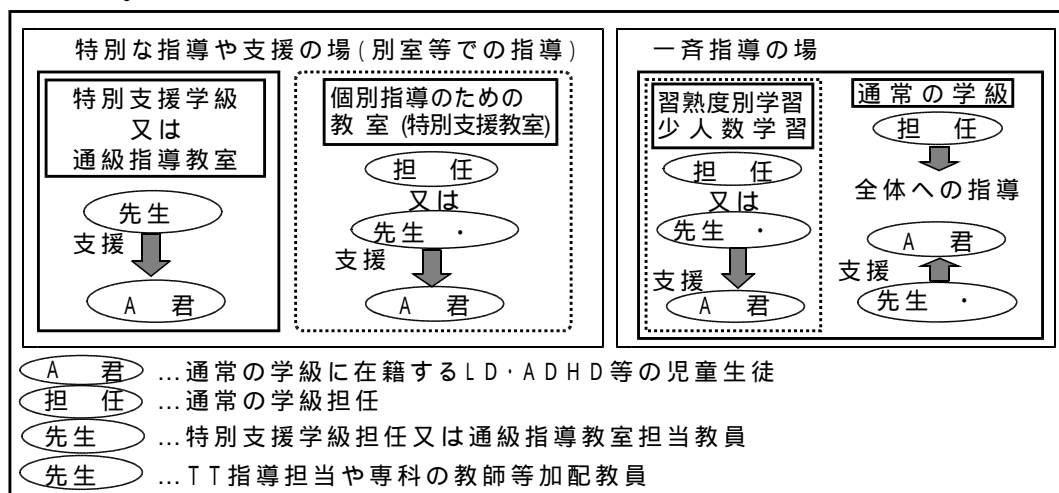 特別な指導や支援の場(別室等での指導)
特別支援学級
又は
通級指導教室
先生
支援
A 君
個別指導のための
教室(特別支援教室)
担 任
又は
先生 ・
支援
A 君
一斉指導の場
習熟度別学習
少人数学習
担 任
又は
先生 ・
支援
A 君
通常の学級
担 任
全体への指導
A 君
支援
先生 ・
A 君 …通常の学級に在籍するLD・ADHD等の児童生徒
担 任 …通常の学級担任
先生 …特別支援学級担任又は通級指導教室担当教員
先生 …TT指導担当や専科の教師等加配教員